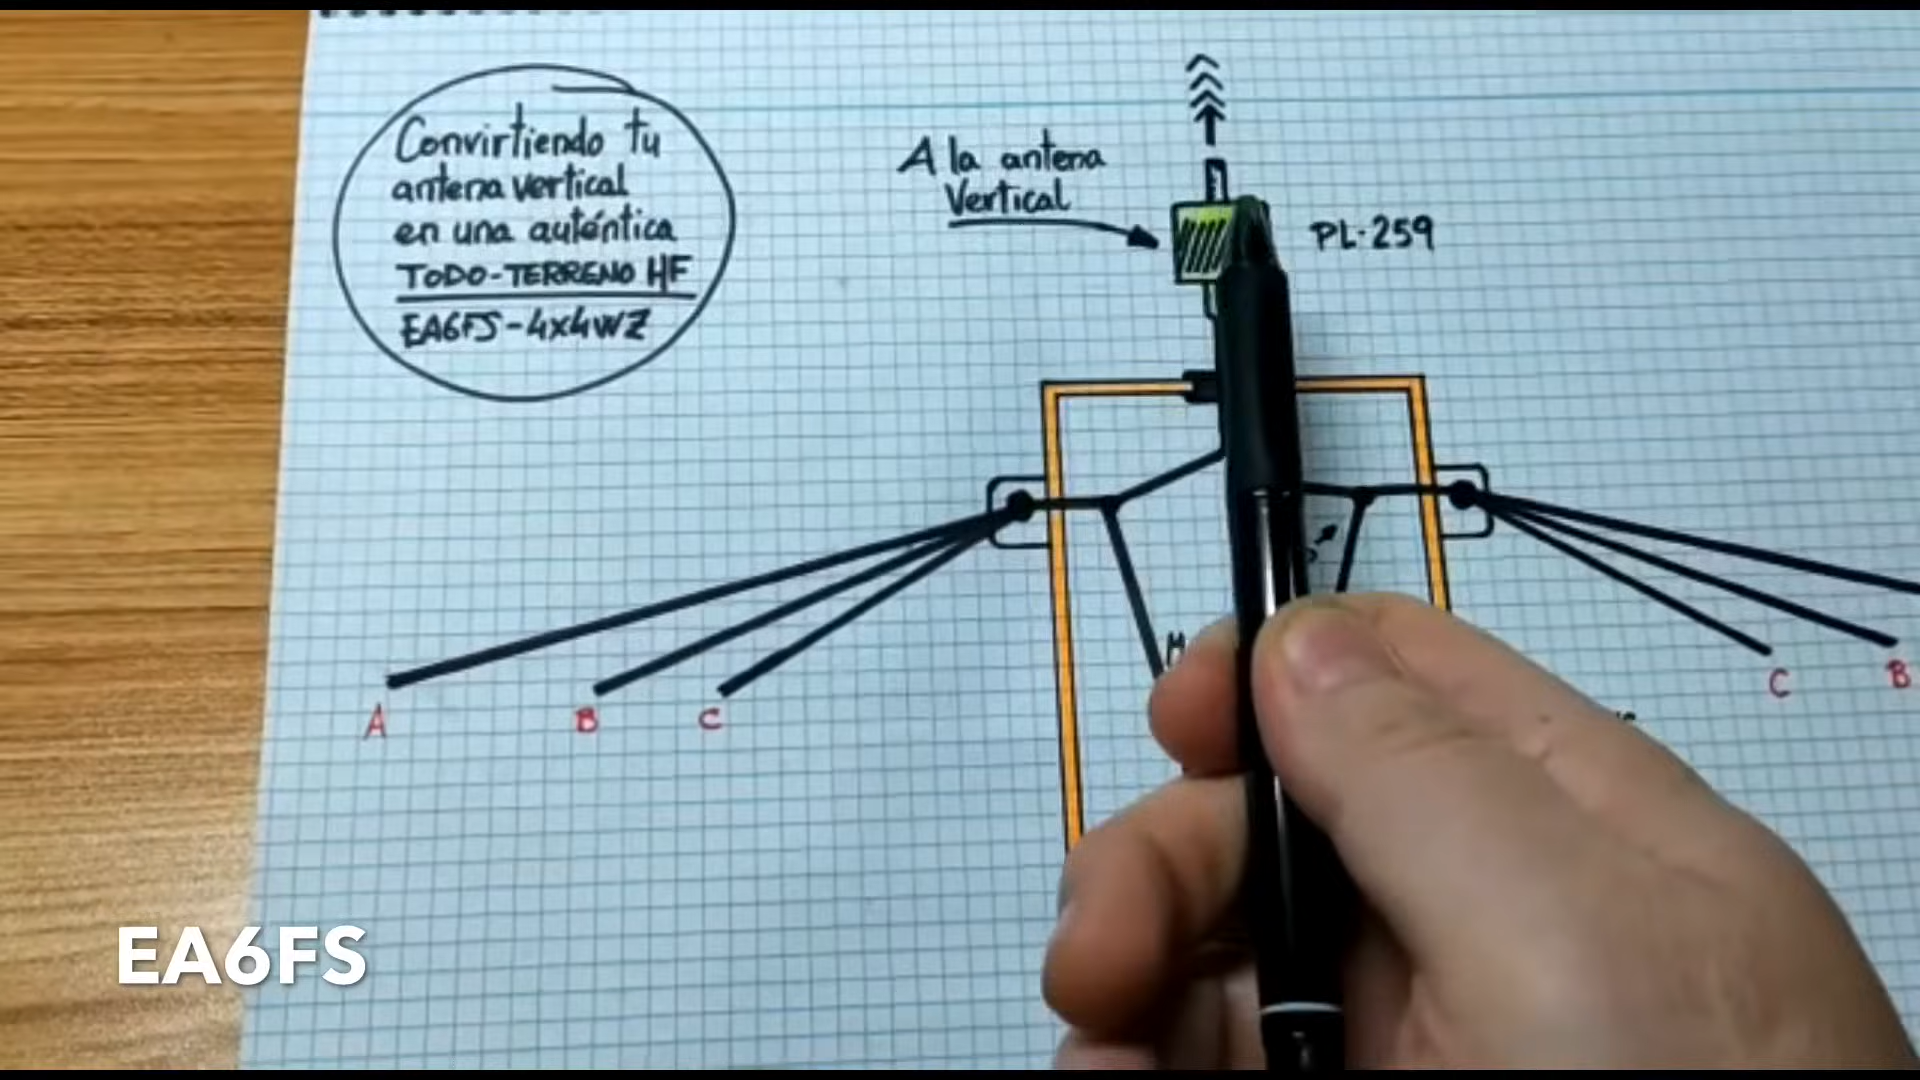 Convirtiendo tu
antena vertical
en una auténtica
TODO-TERRENO HF
EA6FS-4x4WZ
A la antena
Vertical
PL-259
A
B
C
C
B
EA6FS